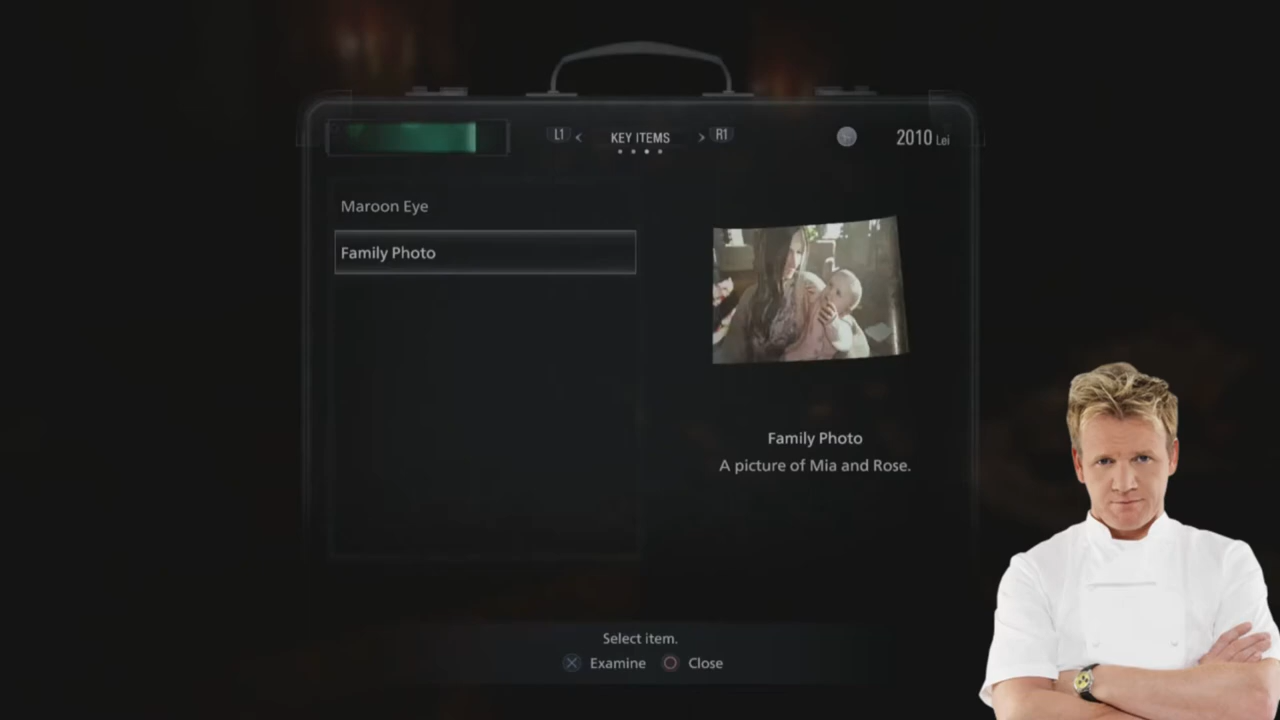 L1 < KEY ITEMS > R1 2010 Lei
Maroon Eye
Family Photo
Family Photo
A picture of Mia and Rose.
Select item.
Examine Close